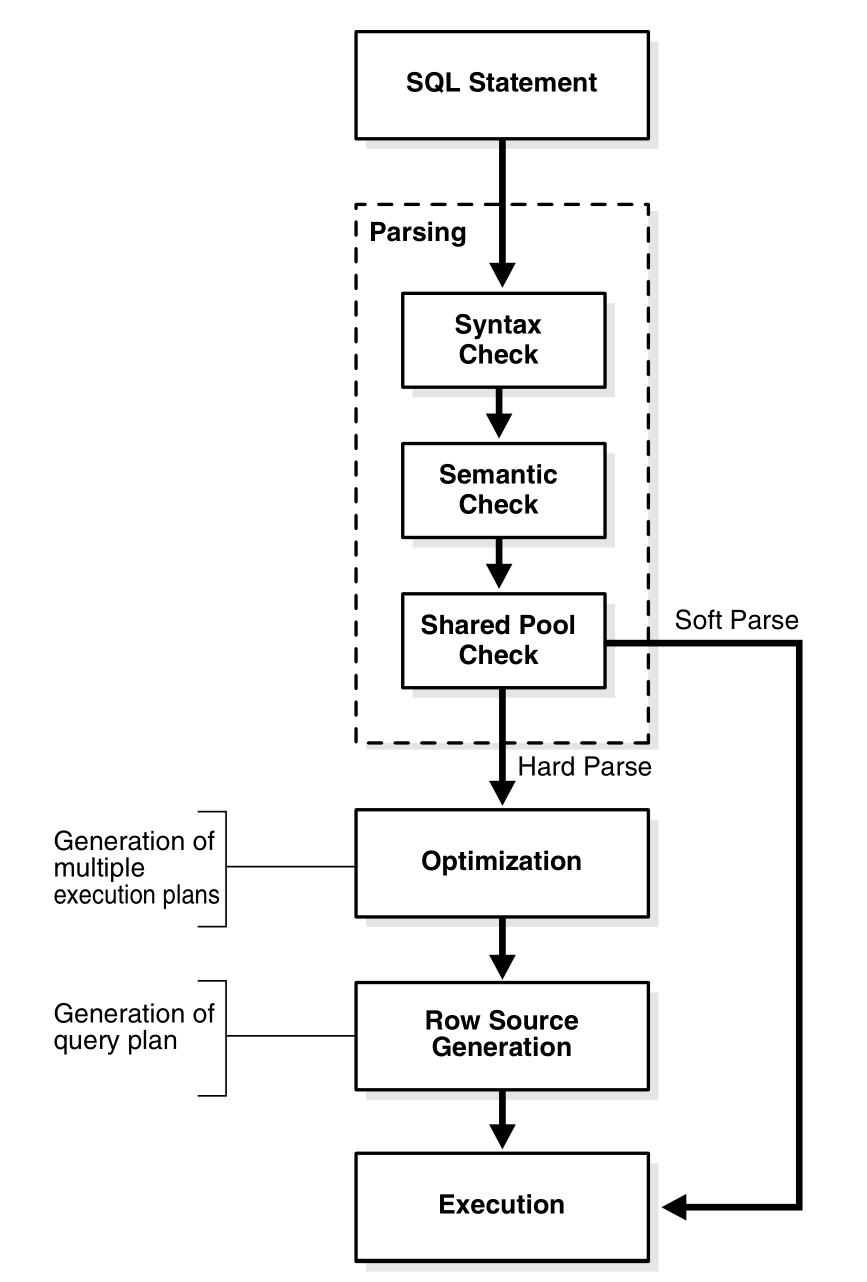 SQL Statement
Parsing
Syntax
Check
Semantic
Check
Shared Pool
Check
Soft Parse
Hard Parse
Generation of
multiple
execution plans
Optimization
Generation of
query plan
Row Source
Generation
Execution